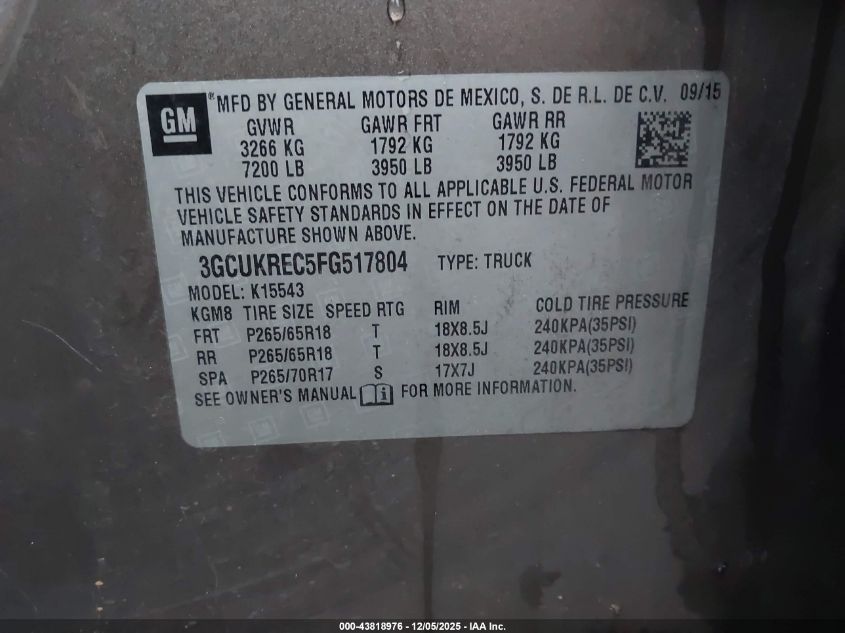 GM ® MFD BY GENERAL MOTORS DE MEXICO, S. DE R.L. DE C.V. 09/15
GVWR GAWR FRT GAWR RR
3266 KG 1792 KG 1792 KG
7200 LB 3950 LB 3950 LB
THIS VEHICLE CONFORMS TO ALL APPLICABLE U.S. FEDERAL MOTOR
VEHICLE SAFETY STANDARDS IN EFFECT ON THE DATE OF
MANUFACTURE SHOWN ABOVE.
3GCUKREC5FG517804 TYPE: TRUCK
MODEL: K15543
KGM8 TIRE SIZE SPEED RTG RIM COLD TIRE PRESSURE
FRT P265/65R18 T 18X8.5J 240KPA(35PSI)
RR P265/65R18 T 18X8.5J 240KPA(35PSI)
SPA P265/70R17 S 17X7J 240KPA(35PSI)
SEE OWNER'S MANUAL FOR MORE INFORMATION.
000-43818976 - 12/05/2025 - IAA Inc.